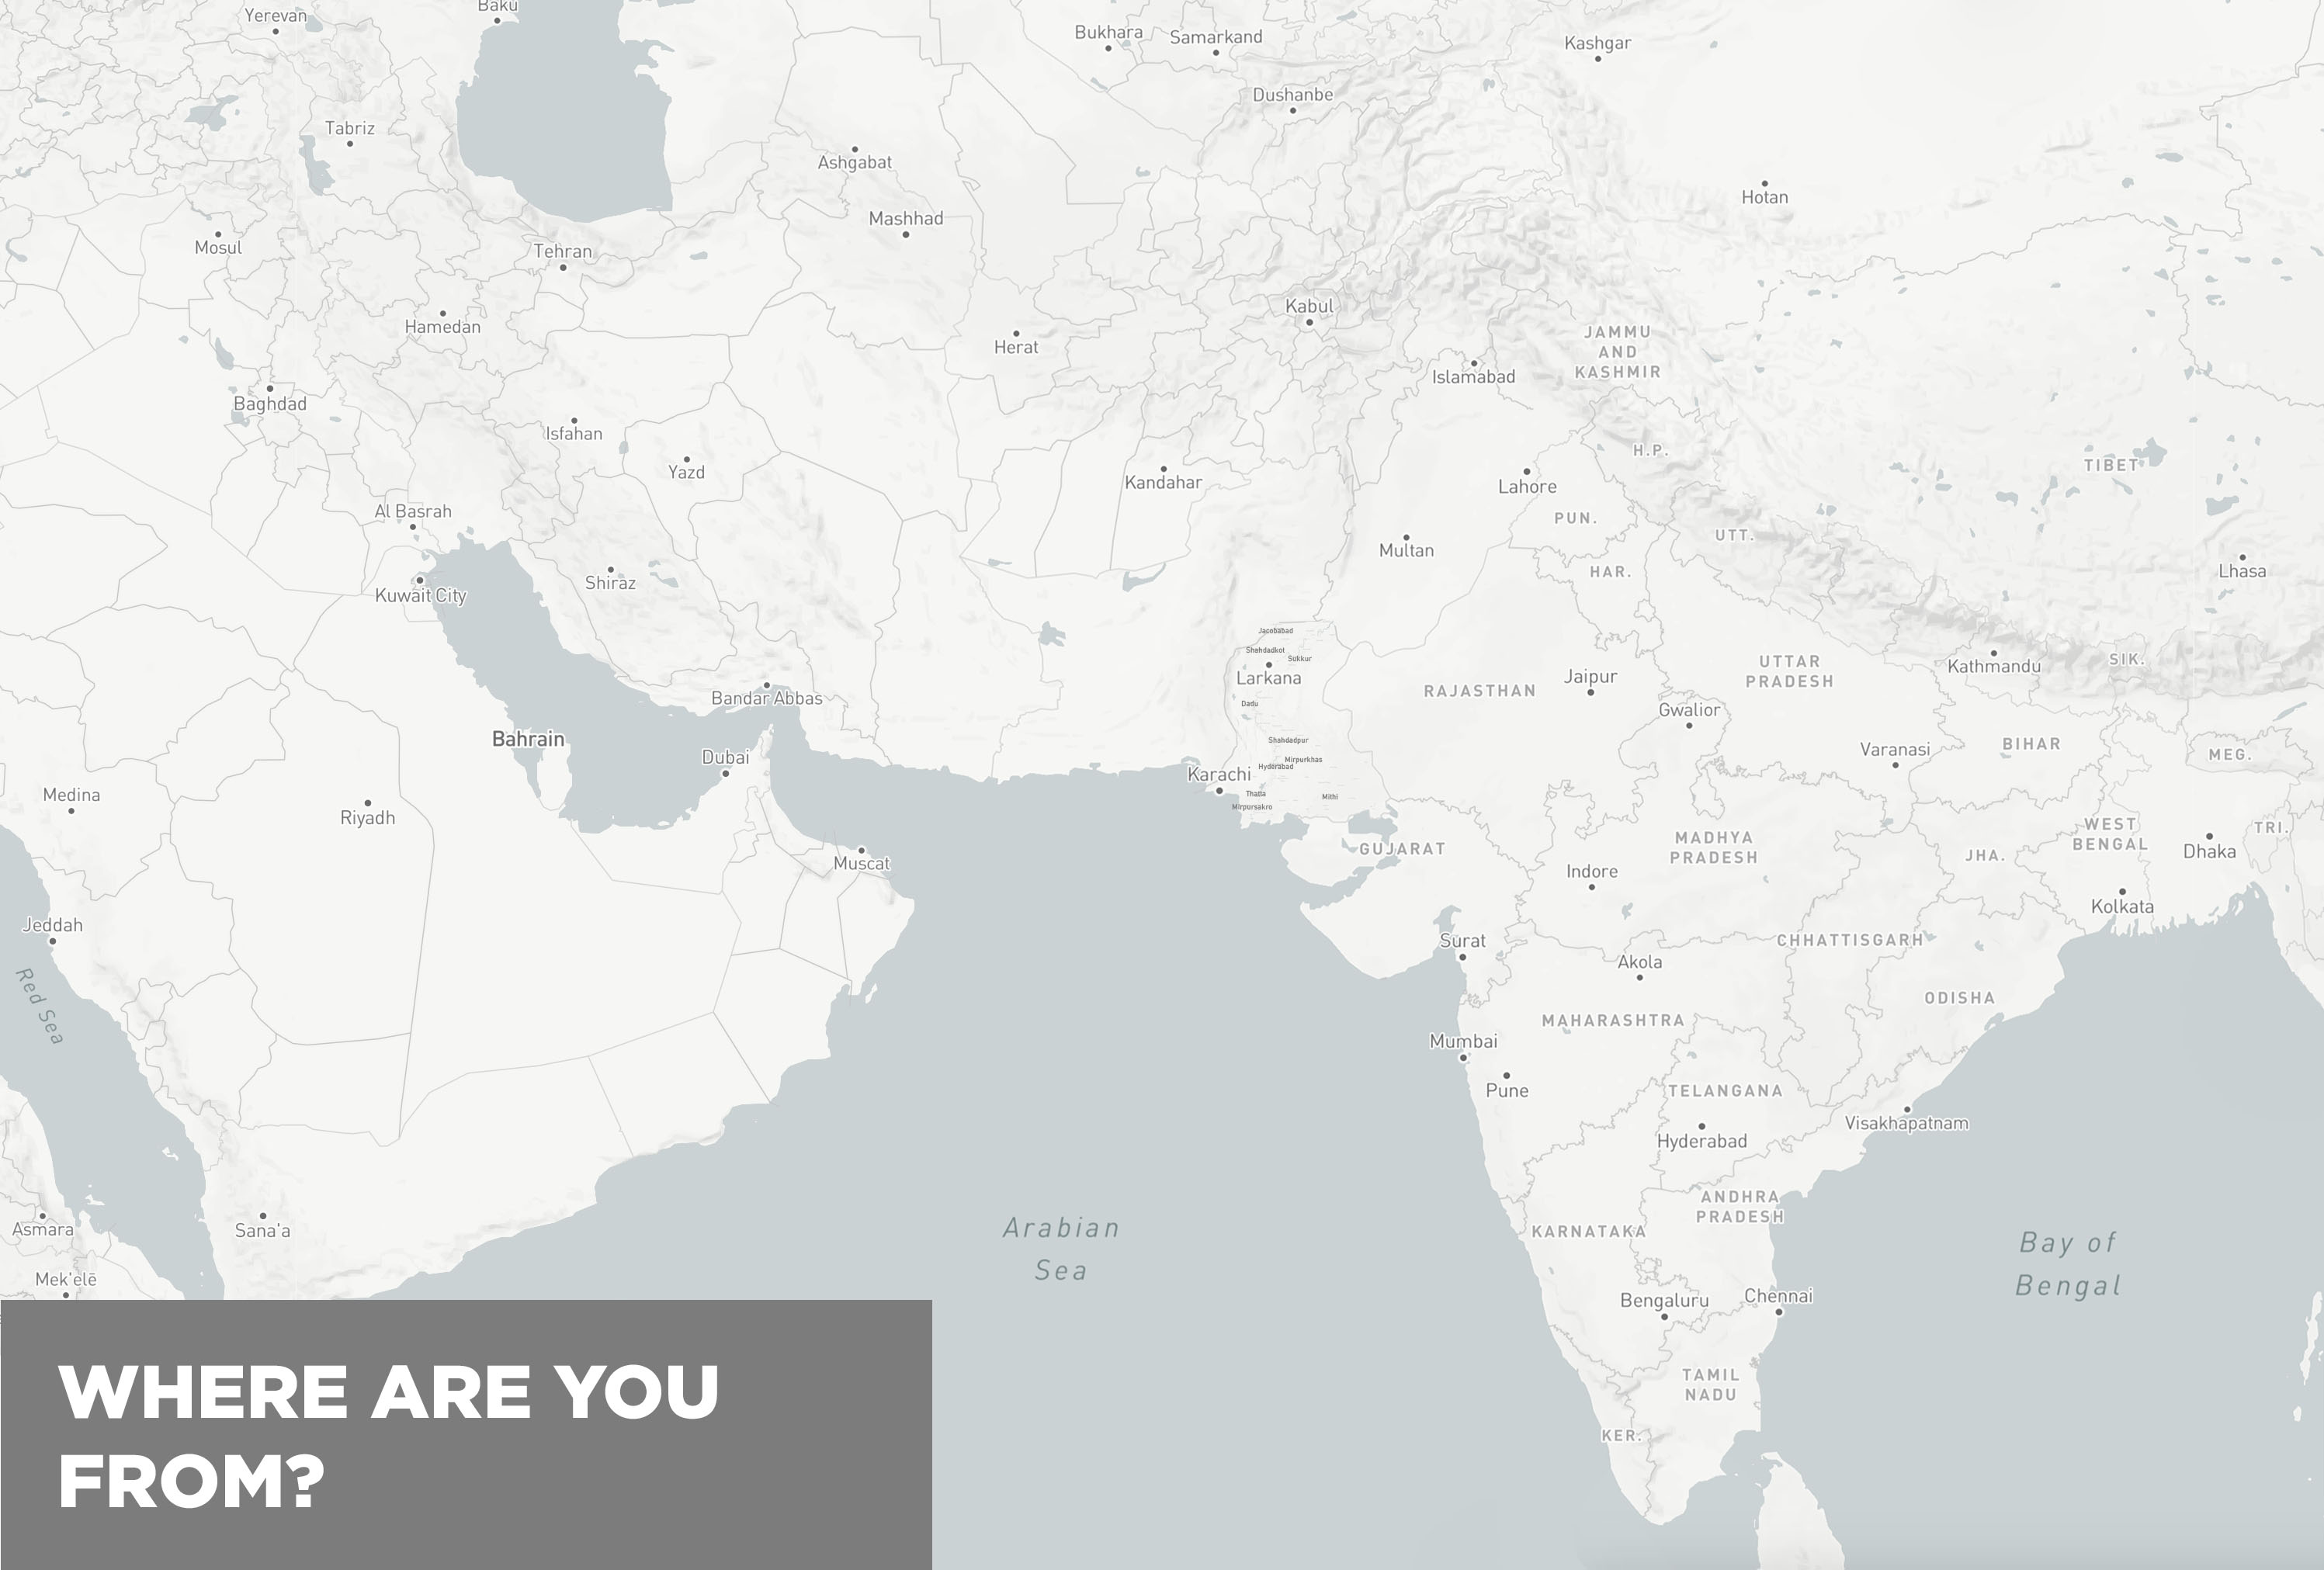 Baku
Yerevan
Bukhara
Samarkand
Kashgar
Dushanbe
Tabriz
Ashgabat
Hotan
Mashhad
Mosul
Tehran
Kabul
Hamedan
Herat
JAMMU
AND
KASHMIR
Islamabad
Baghdad
Isfahan
H.P.
Yazd
TIBET
Kandahar
Lahore
Al Basrah
PUN.
UTT.
Multan
Shiraz
HAR.
Lhasa
Kuwait City
Jacobabad
Shahdadkot
Sukkur
Larkana
Kathmandu
SIK.
UTTAR
PRADESH
Jaipur
RAJASTHAN
Bandar Abbas
Dadu
Gwalior
Bahrain
Shahdadpur
BIHAR
Varanasi
MEG.
Dubai
Mirpurkhas
Hyderabad
Karachi
Medina
Thatta
Mithi
Mirpursakro
Riyadh
WEST
BENGAL
TRI.
MADHYA
PRADESH
GUJARAT
JHA.
Dhaka
Muscat
Indore
Kolkata
Jeddah
Surat
CHHATTISGARH
Akola
ODISHA
Red Sea
MAHARASHTRA
Mumbai
Pune
TELANGANA
Visakhapatnam
Hyderabad
ANDHRA
PRADESH
Asmara
Sana'a
Arabian
Sea
KARNATAKA
Bay of
Bengal
Mek'elē
Bengaluru
Chennai
TAMIL
NADU
KER.
WHERE ARE YOU
FROM?